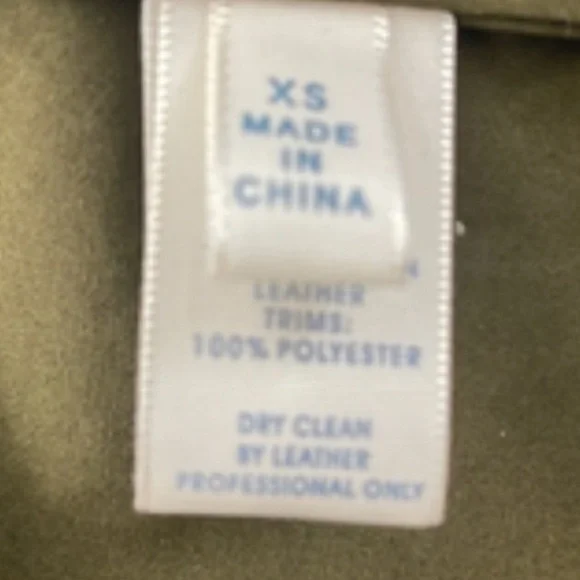 XS
MADE
IN
CHINA
LEATHER
TRIMS:
100% POLYESTER
DRY CLEAN
BY LEATHER
PROFESSIONAL ONLY